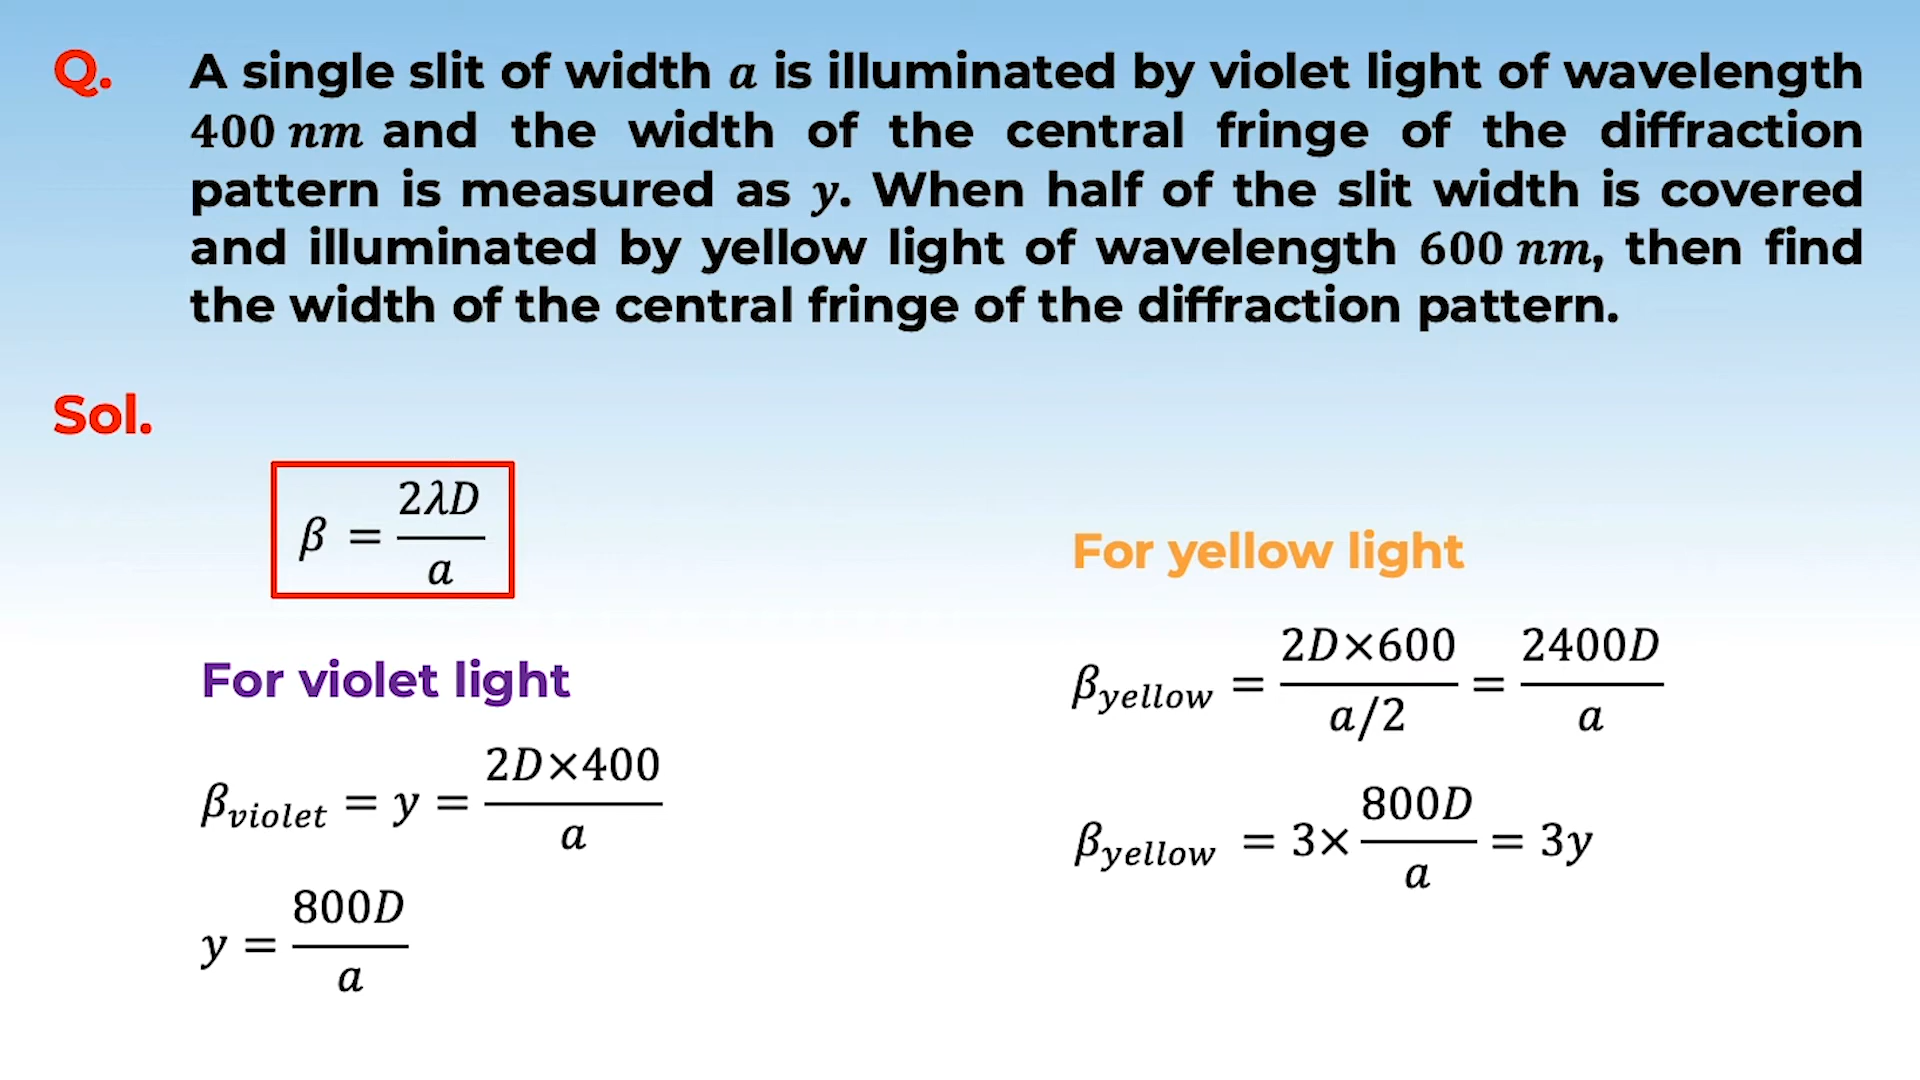 Q. A single slit of width a is illuminated by violet light of wavelength
400 nm and the width of the central fringe of the diffraction
pattern is measured as y. When half of the slit width is covered
and illuminated by yellow light of wavelength 600 nm, then find
the width of the central fringe of the diffraction pattern.
Sol.
β = 2λD/a
For violet light
β_violet = y = 2D×400/a
y = 800D/a
For yellow light
β_yellow = 2D×600/(a/2) = 2400D/a
β_yellow = 3× 800D/a = 3y